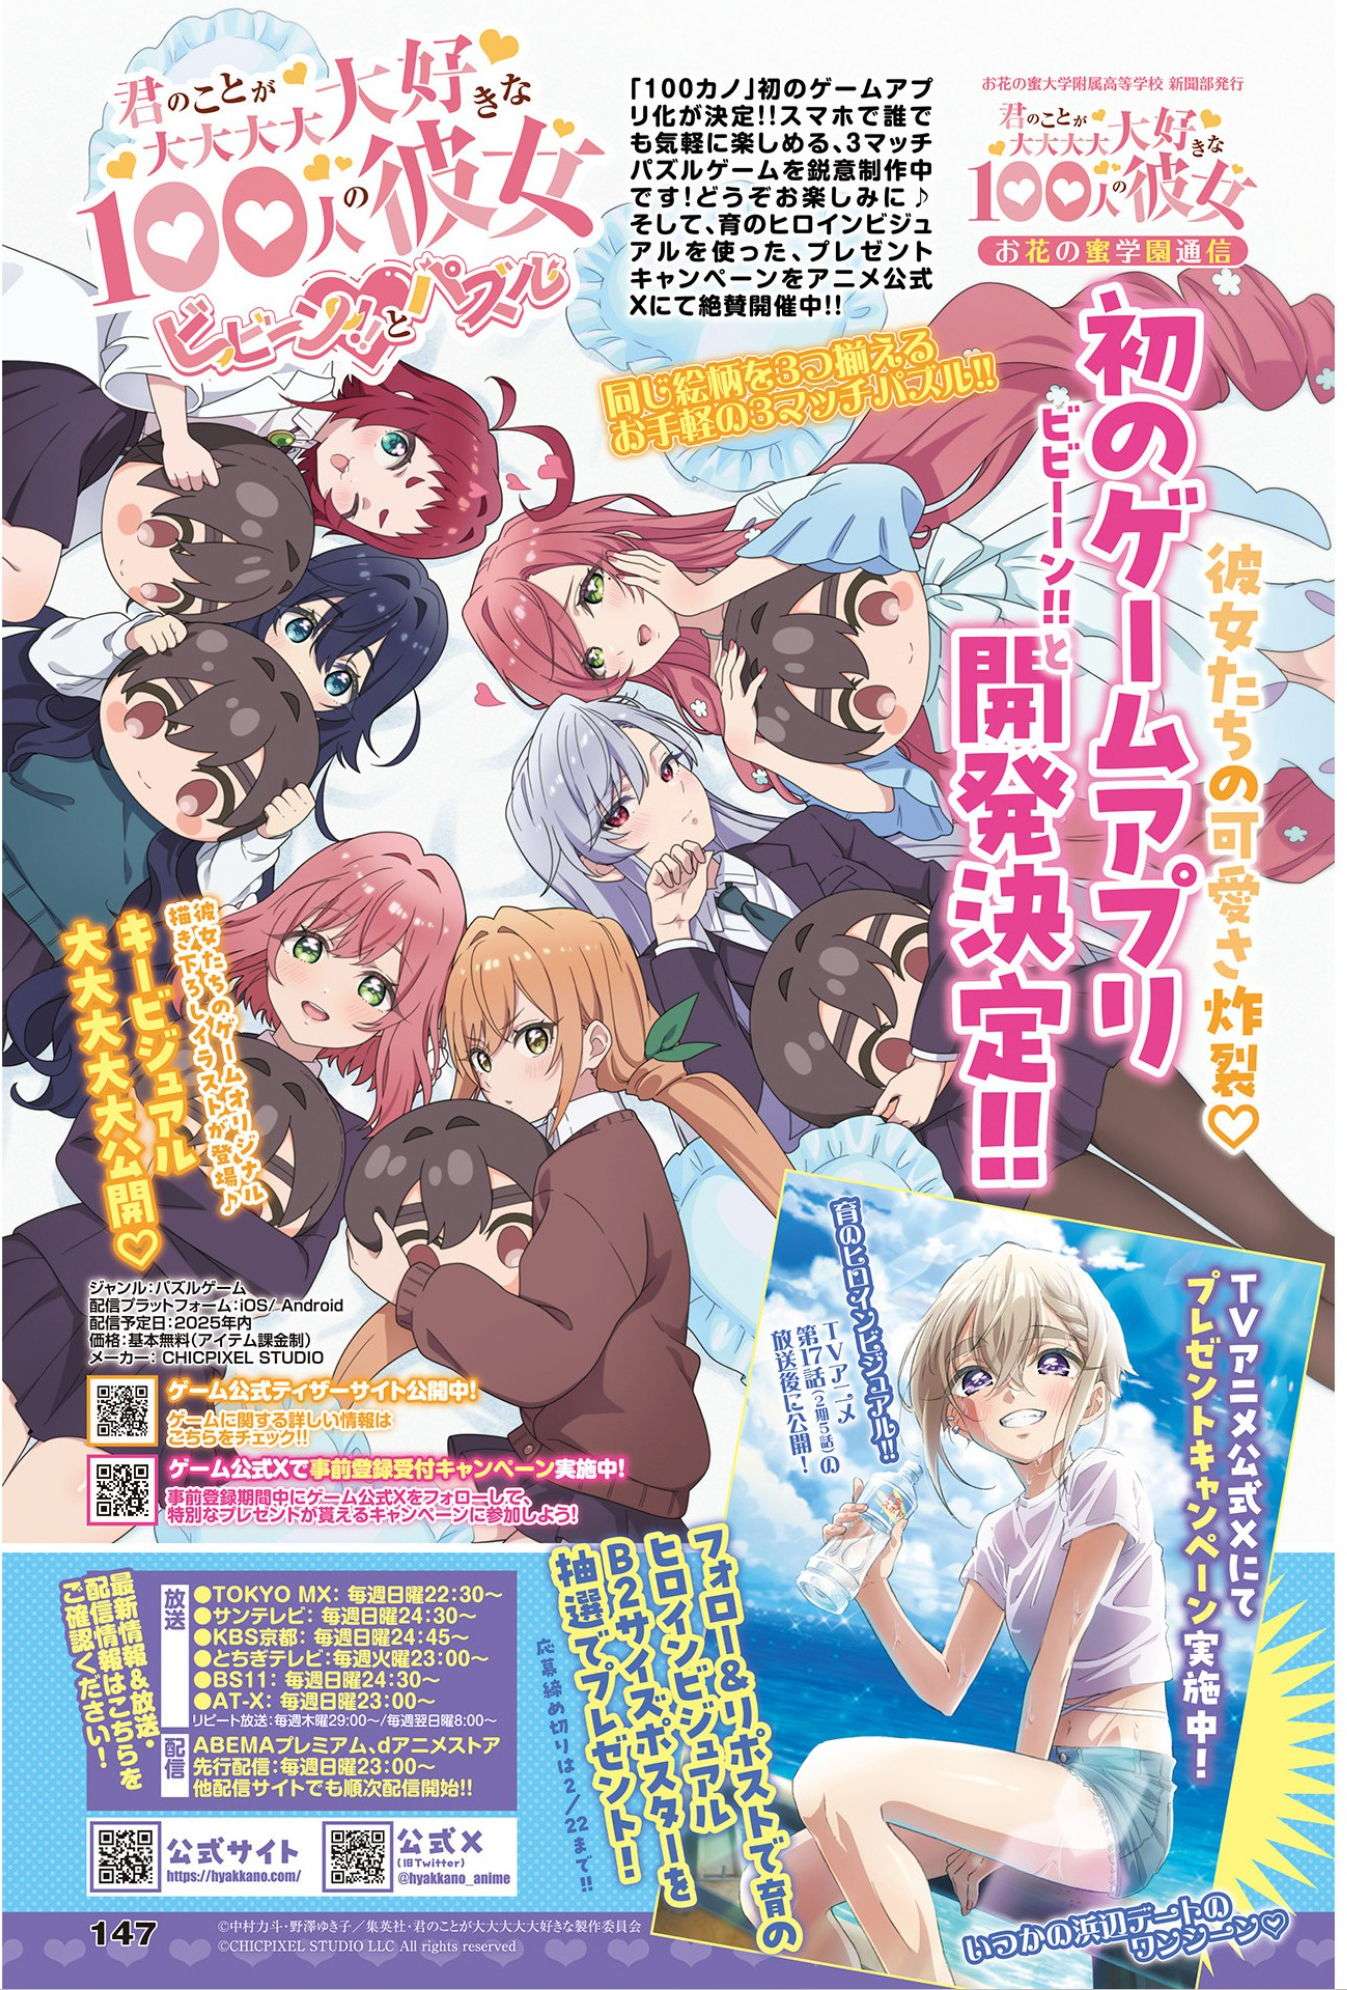 君のことが
大大大大大好きな
100人の彼女
ビビーン!!とパズル
「100カノ」初のゲームアプ
リ化が決定!!スマホで誰で
も気軽に楽しめる、3マッチ
パズルゲームを鋭意制作中
です!どうぞお楽しみに♪
そして、育のヒロインビジュ
アルを使った、プレゼント
キャンペーンをアニメ公式
Xにて絶賛開催中!!
お花の蜜大学附属高等学校 新聞部発行
君のことが
大大大大大好きな
100人の彼女
お花の蜜学園通信
同じ絵柄を3つ揃える
お手軽の3マッチパズル!!
彼女たちの可愛さ炸裂♡
初のゲームアプリ
ビビーーン!!と
開発決定!!
彼女たちのゲームオリジナル
描き下ろしイラストが登場♪
キービジュアル
大大大大大公開♡
ジャンル:パズルゲーム
配信プラットフォーム:iOS/ Android
配信予定日:2025年内
価格:基本無料(アイテム課金制)
メーカー: CHICPIXEL STUDIO
ゲーム公式ティザーサイト公開中!
ゲームに関する詳しい情報は
こちらをチェック!!
ゲーム公式Xで事前登録受付キャンペーン実施中!
事前登録期間中にゲーム公式Xをフォローして、
特別なプレゼントが貰えるキャンペーンに参加しよう!
TVアニメ公式Xにて
プレゼントキャンペーン実施中!
育のヒロインビジュアル!!
TVアニメ
第17話(2期5話)の
放送後に公開!
フォロー&リポストで育の
ヒロインビジュアル
B2サイズポスターを
抽選でプレゼント!
応募締め切りは2/22まで!!
いつかの浜辺デートの
ワンシーン♡
最新情報&放送・
配信情報はこちらを
ご確認ください!
放送
●TOKYO MX: 毎週日曜22:30〜
●サンテレビ: 毎週日曜24:30〜
●KBS京都: 毎週日曜24:45〜
●とちぎテレビ:毎週火曜23:00〜
●BS11: 毎週日曜24:30〜
●AT-X: 毎週日曜23:00〜
リピート放送:毎週木曜29:00〜/毎週翌日曜8:00〜
配信
ABEMAプレミアム、dアニメストア
先行配信:毎週日曜23:00〜
他配信サイトでも順次配信開始!!
公式サイト
https://hyakkano.com/
公式X
(旧Twitter)
@hyakkano_anime
147
©中村力斗・野澤ゆき子/集英社・君のことが大大大大大好きな製作委員会
©CHICPIXEL STUDIO LLC All rights reserved